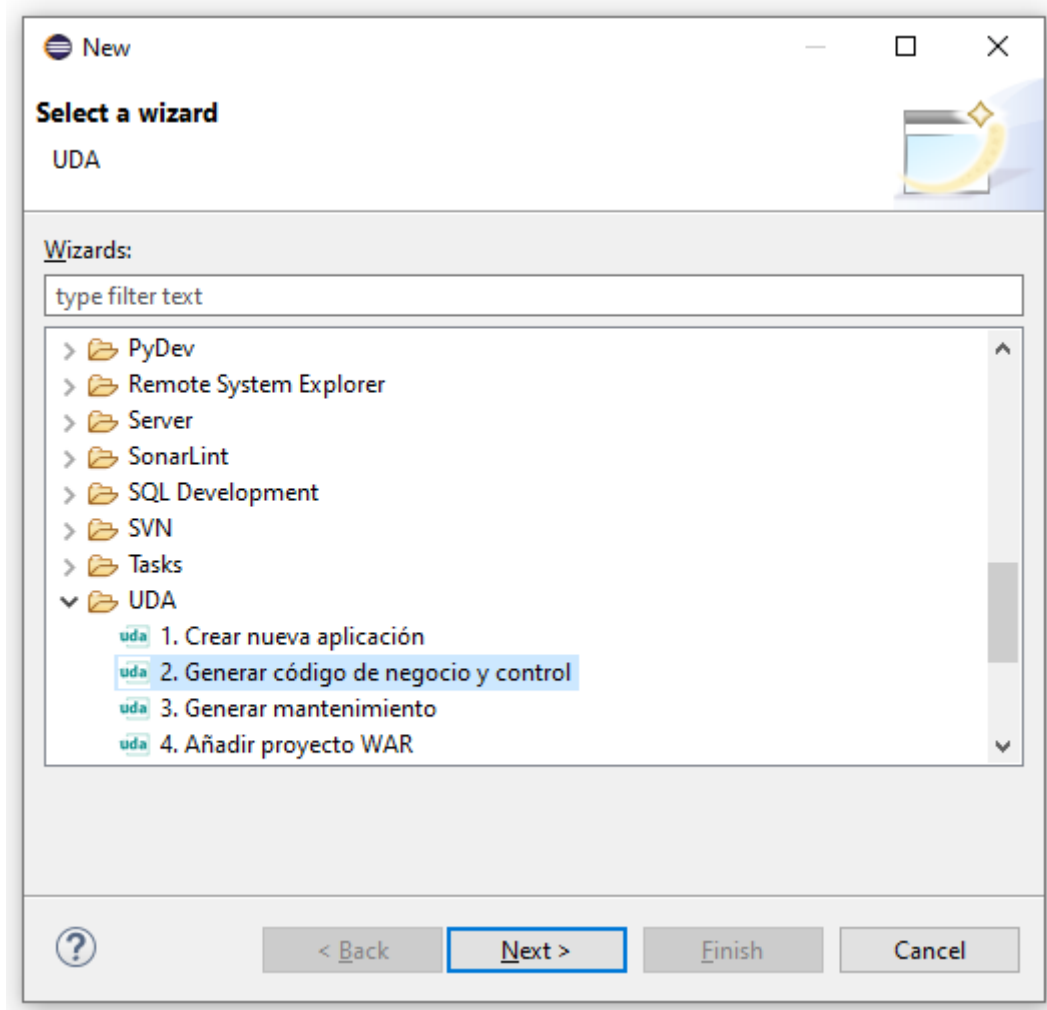 New
Select a wizard
UDA
Wizards:
type filter text
PyDev
Remote System Explorer
Server
SonarLint
SQL Development
SVN
Tasks
UDA
uda 1. Crear nueva aplicación
uda 2. Generar código de negocio y control
uda 3. Generar mantenimiento
uda 4. Añadir proyecto WAR
? < Back Next > Finish Cancel